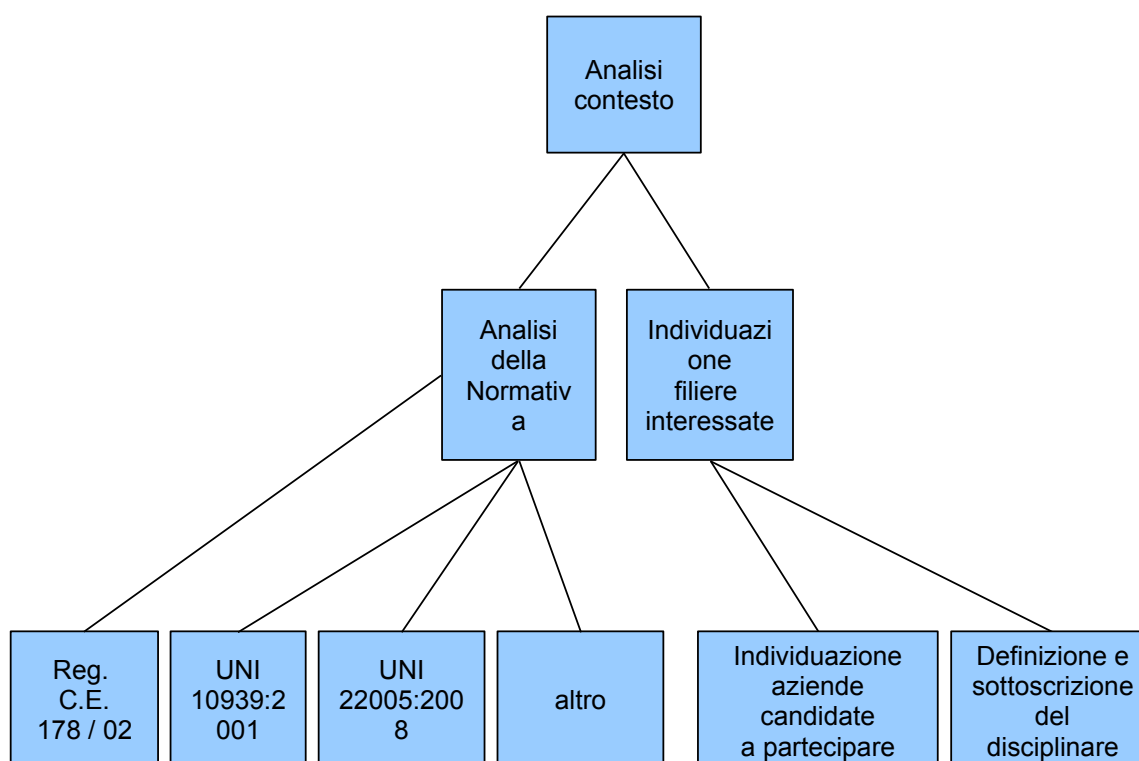 Analisi
contesto
Analisi
della
Normativ
a
Individuazi
one
filiere
interessate
Reg.
C.E.
178 / 02
UNI
10939:2
001
UNI
22005:200
8
altro
Individuazione
aziende
candidate
a partecipare
Definizione e
sottoscrizione
del
disciplinare